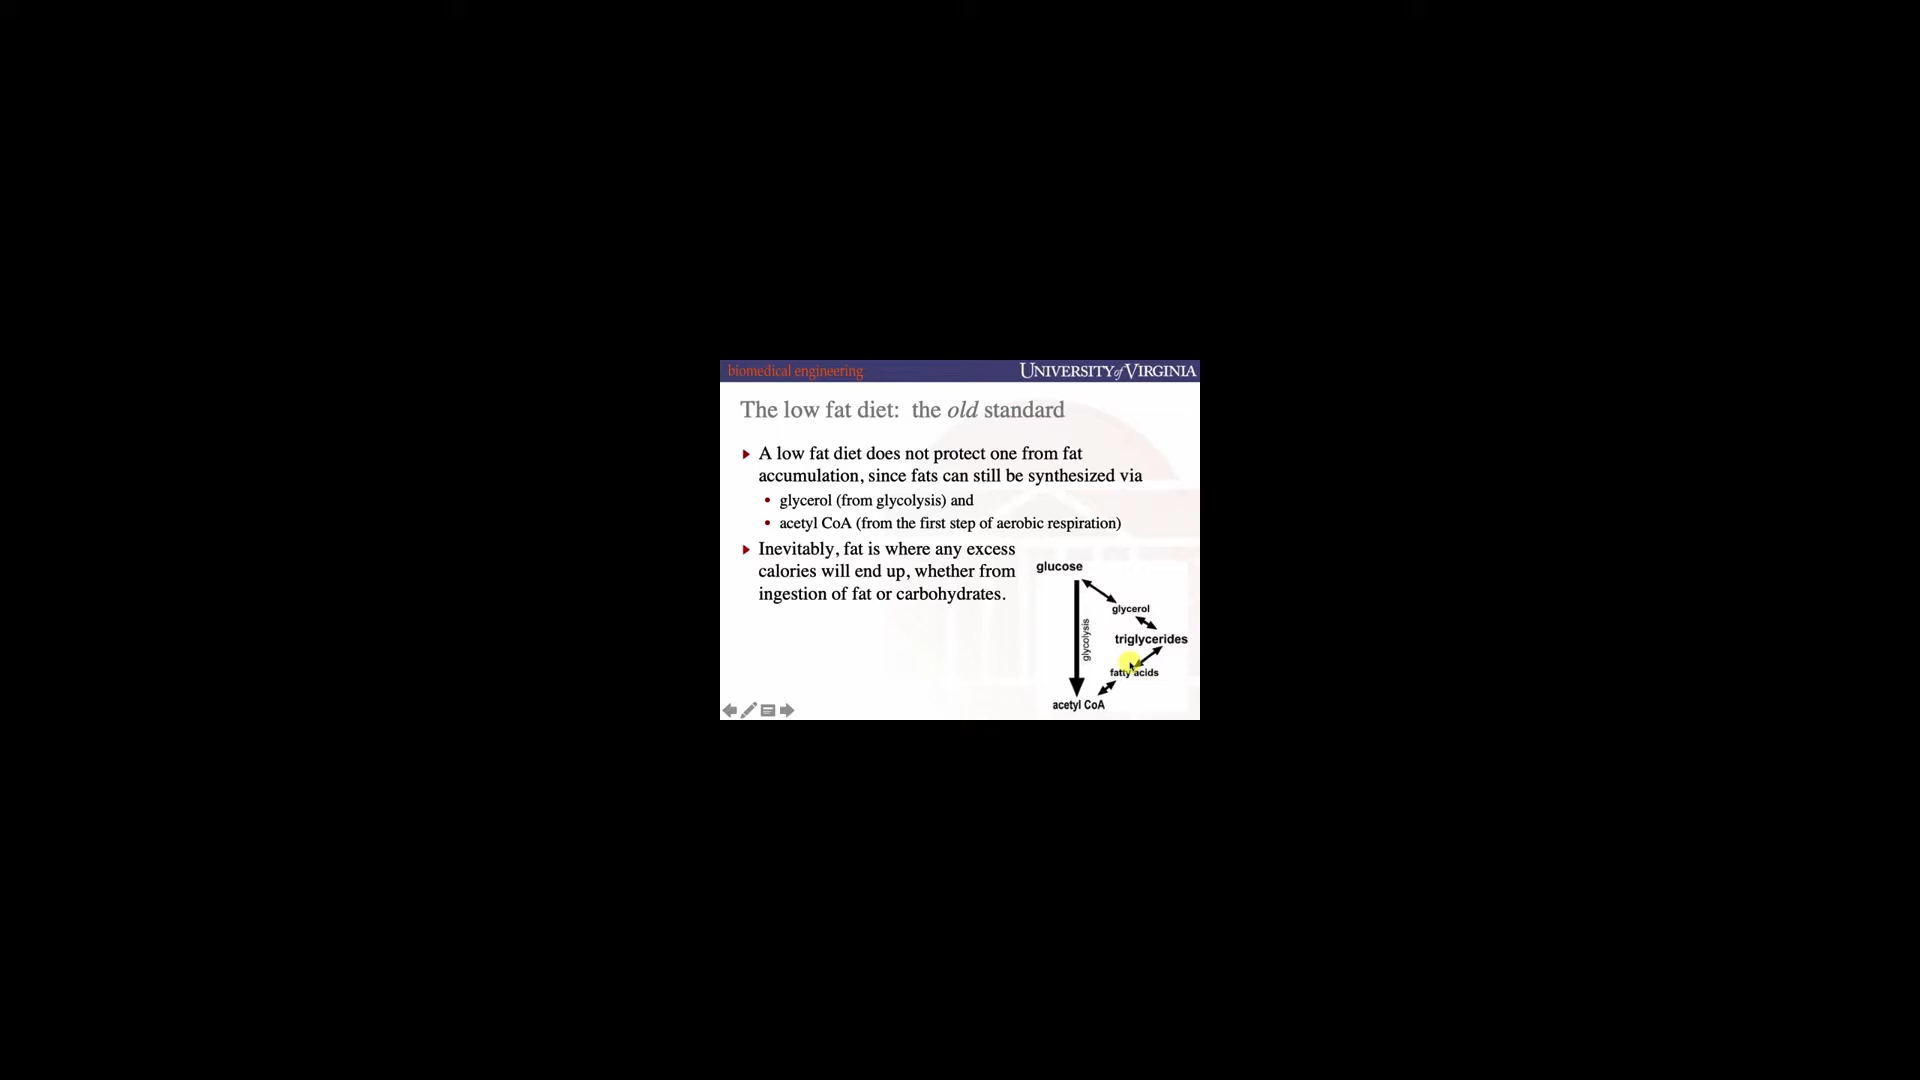 biomedical engineering
UNIVERSITY of VIRGINIA
The low fat diet: the old standard
A low fat diet does not protect one from fat
accumulation, since fats can still be synthesized via
• glycerol (from glycolysis) and
• acetyl CoA (from the first step of aerobic respiration)
Inevitably, fat is where any excess
calories will end up, whether from
ingestion of fat or carbohydrates.
glucose
glycerol
glycolysis
triglycerides
fatty acids
acetyl CoA